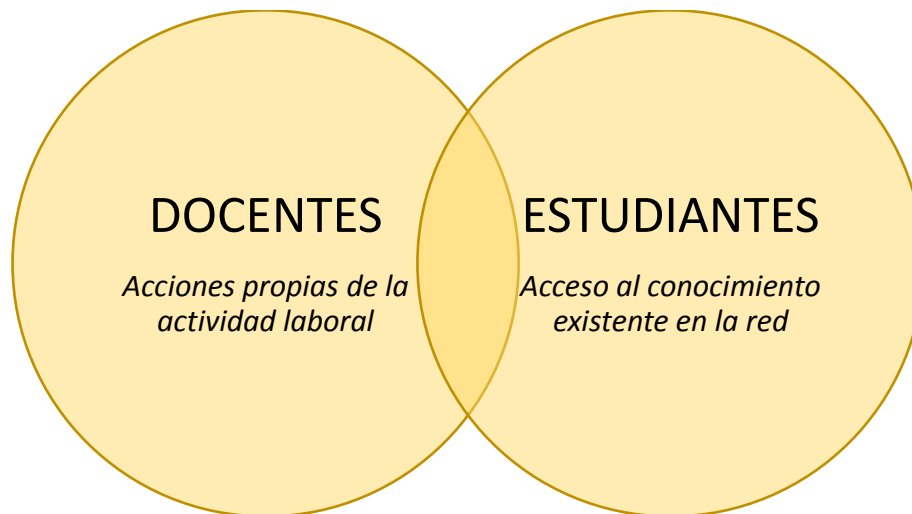 DOCENTES
Acciones propias de la
actividad laboral
ESTUDIANTES
Acceso al conocimiento
existente en la red